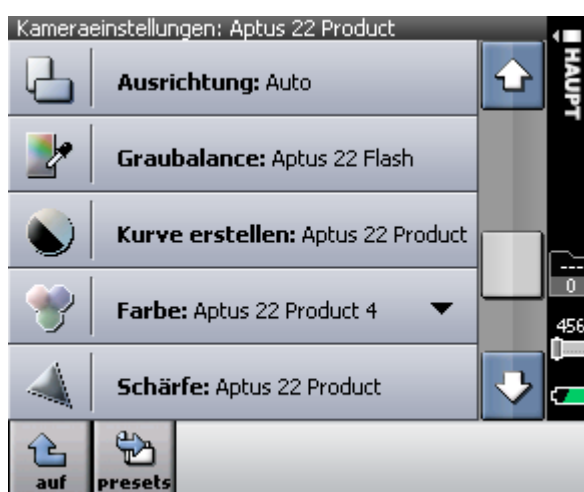 Kameraeinstellungen: Aptus 22 Product
HAUPT
Ausrichtung: Auto
Graubalance: Aptus 22 Flash
Kurve erstellen: Aptus 22 Product
Farbe: Aptus 22 Product 4
Schärfe: Aptus 22 Product
---
0
456
auf
presets